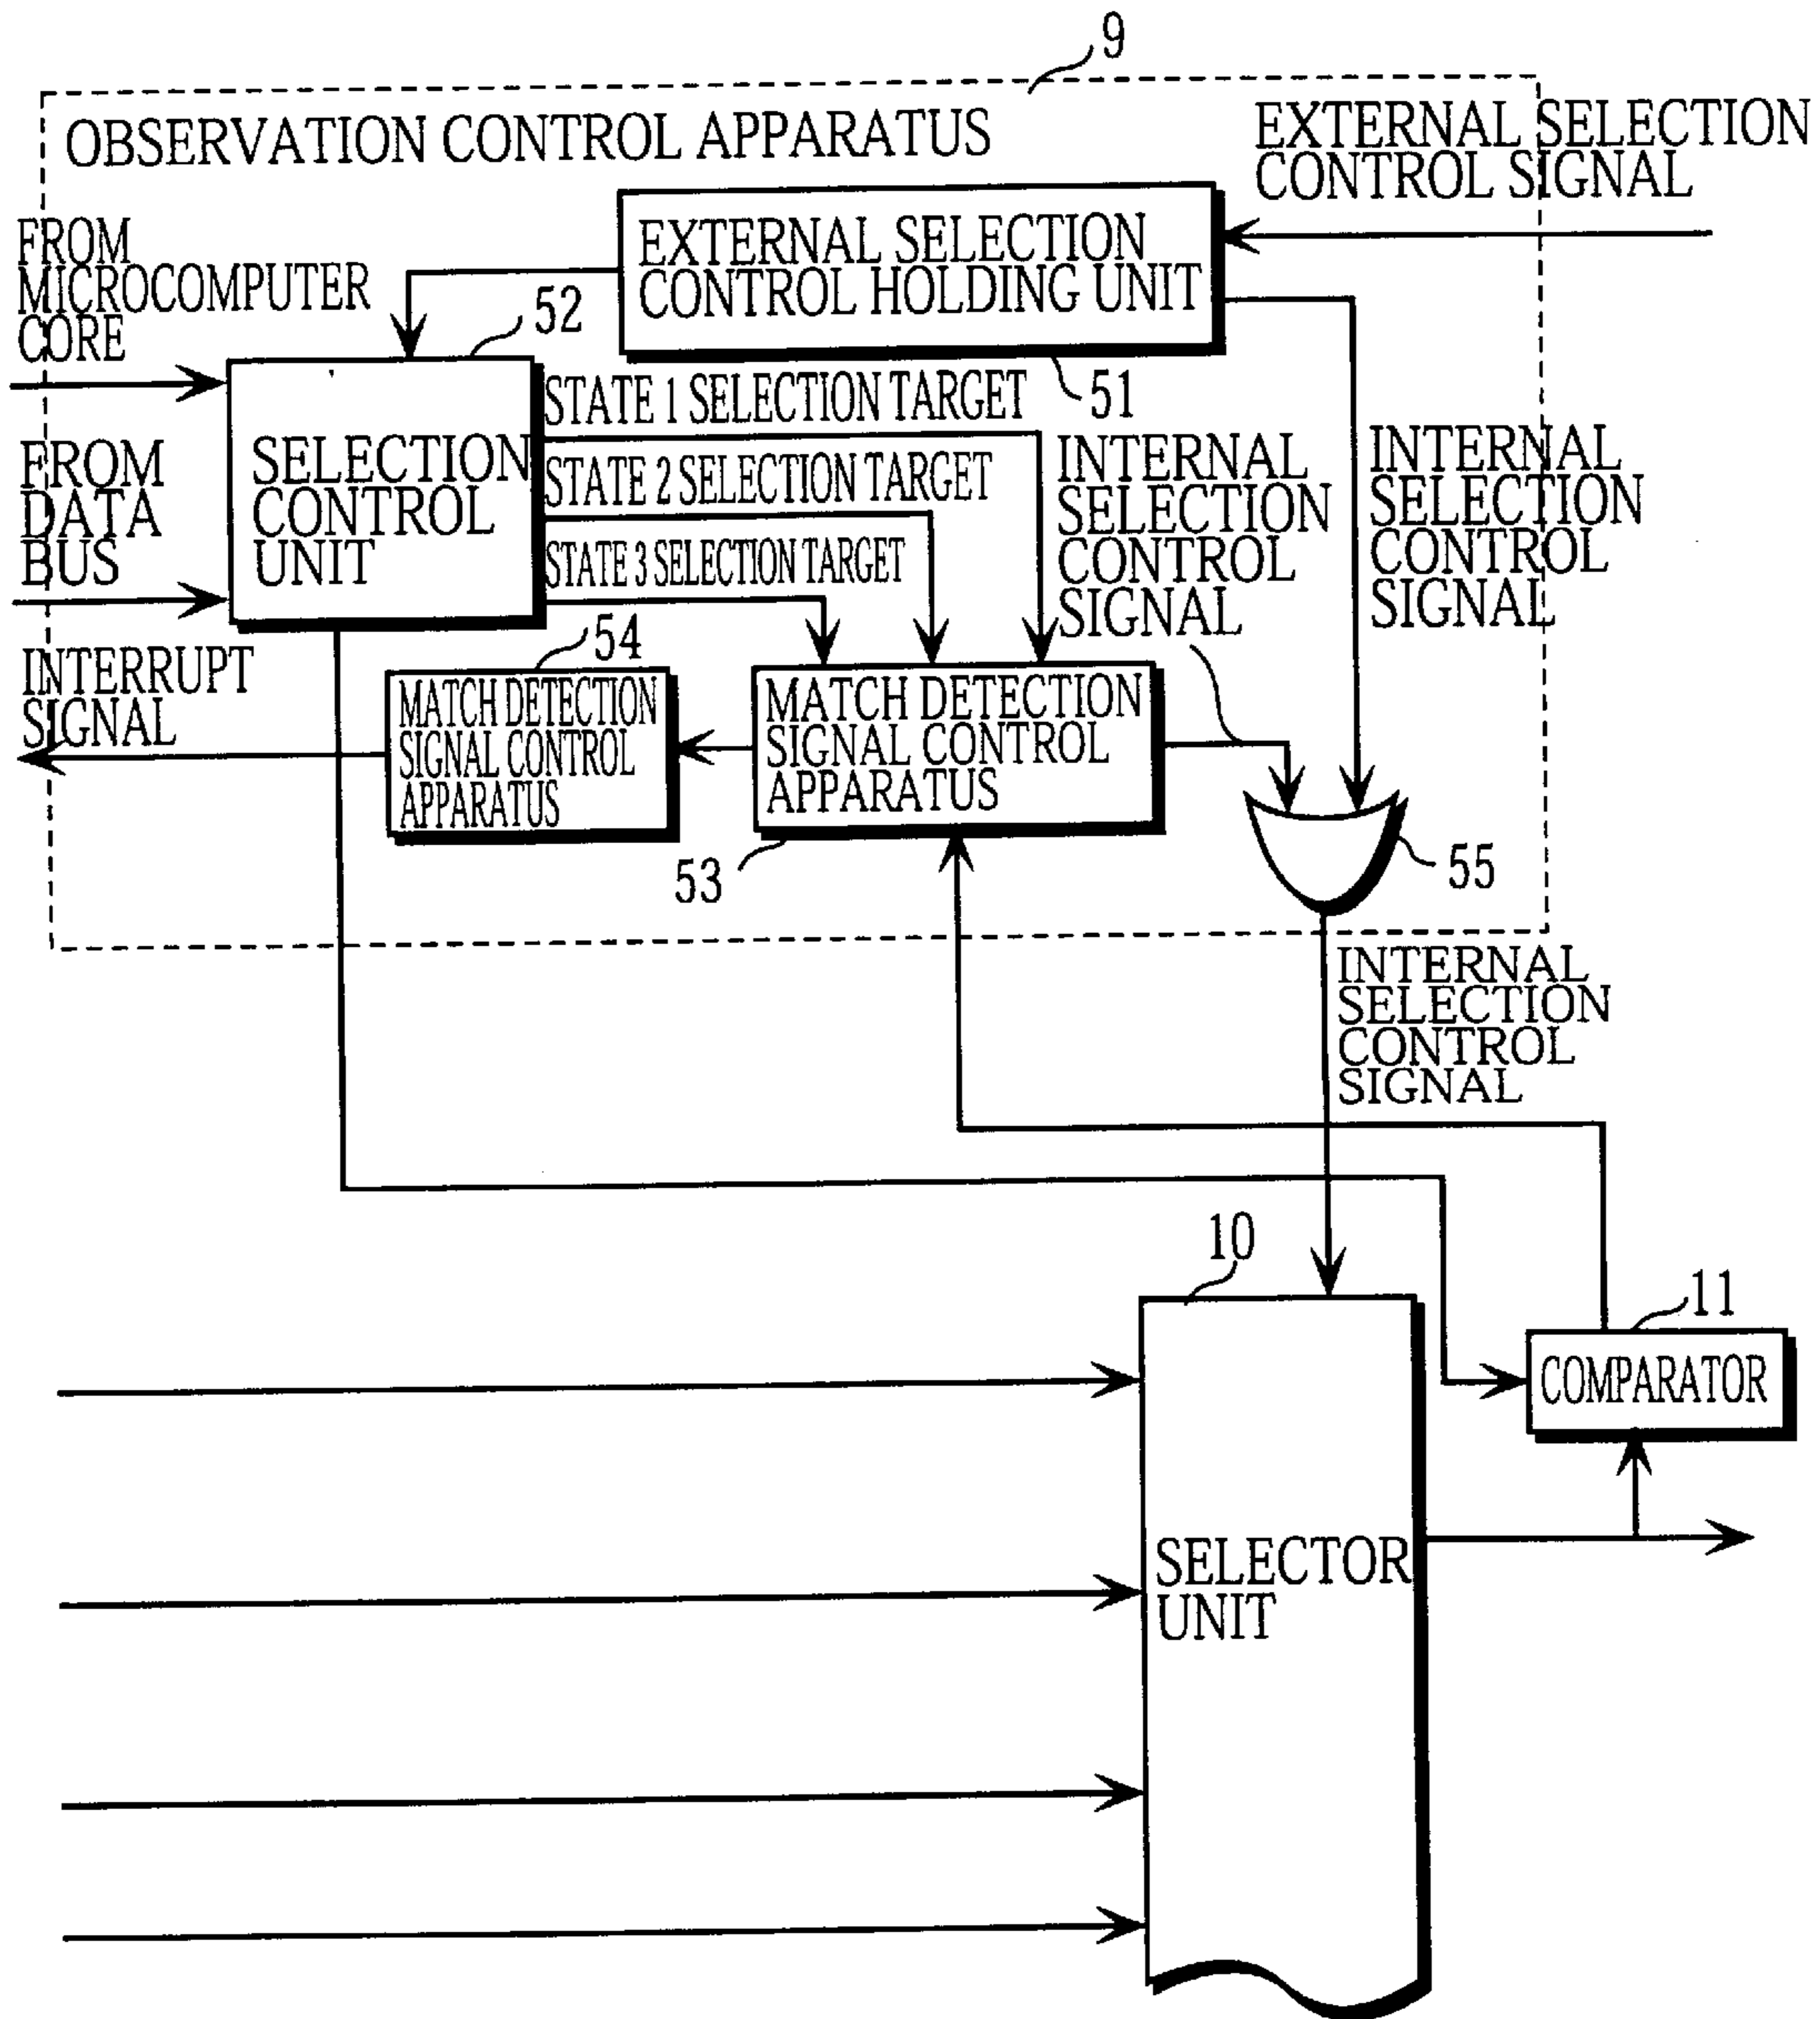 9
OBSERVATION CONTROL APPARATUS
EXTERNAL SELECTION
CONTROL SIGNAL
FROM
MICROCOMPUTER
CORE
EXTERNAL SELECTION
CONTROL HOLDING UNIT
51
52
FROM
DATA
BUS
SELECTION
CONTROL
UNIT
STATE 1 SELECTION TARGET
STATE 2 SELECTION TARGET
STATE 3 SELECTION TARGET
INTERNAL
SELECTION
CONTROL
SIGNAL
INTERNAL
SELECTION
CONTROL
SIGNAL
INTERRUPT
SIGNAL
54
MATCH DETECTION
SIGNAL CONTROL
APPARATUS
MATCH DETECTION
SIGNAL CONTROL
APPARATUS
53
55
INTERNAL
SELECTION
CONTROL
SIGNAL
10
11
COMPARATOR
SELECTOR
UNIT